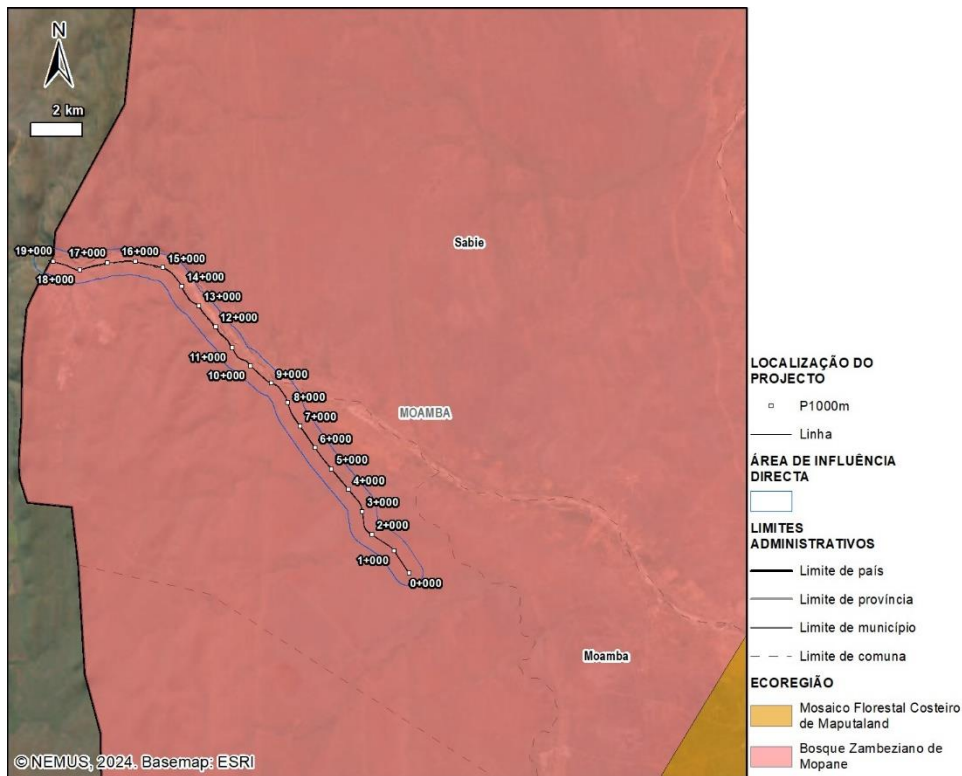 N
2 km
Sabie
19+000
17+000
16+000
15+000
18+000
14+000
13+000
12+000
11+000
10+000
9+000
8+000
MOAMBA
7+000
6+000
5+000
4+000
3+000
2+000
1+000
0+000
Moamba
© NEMUS, 2024. Basemap: ESRI
LOCALIZAÇÃO DO
PROJECTO
P1000m
Linha
ÁREA DE INFLUÊNCIA
DIRECTA
LIMITES
ADMINISTRATIVOS
Limite de país
Limite de província
Limite de município
Limite de comuna
ECOREGIÃO
Mosaico Florestal Costeiro
de Maputaland
Bosque Zambeziano de
Mopane